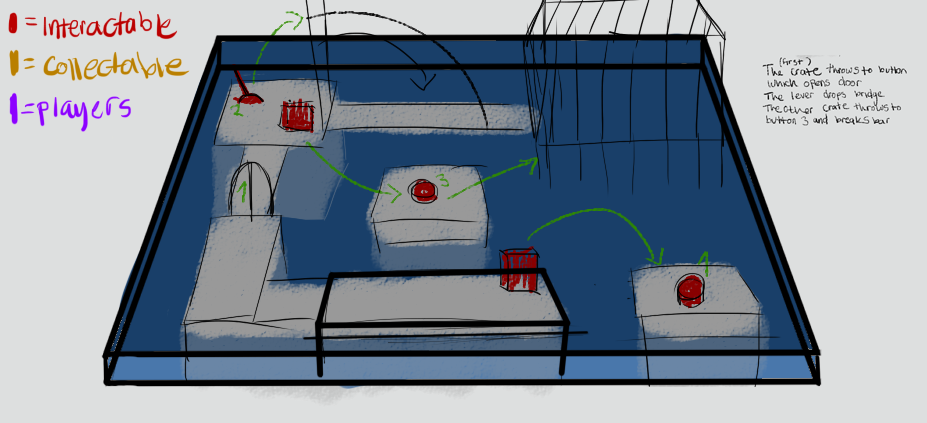 = Interactable
= collectable
= players
(first)
The crate throws to button
which opens door
The lever drops bridge
The other crate throws to
button 3 and breaks bar
2
3
1
1